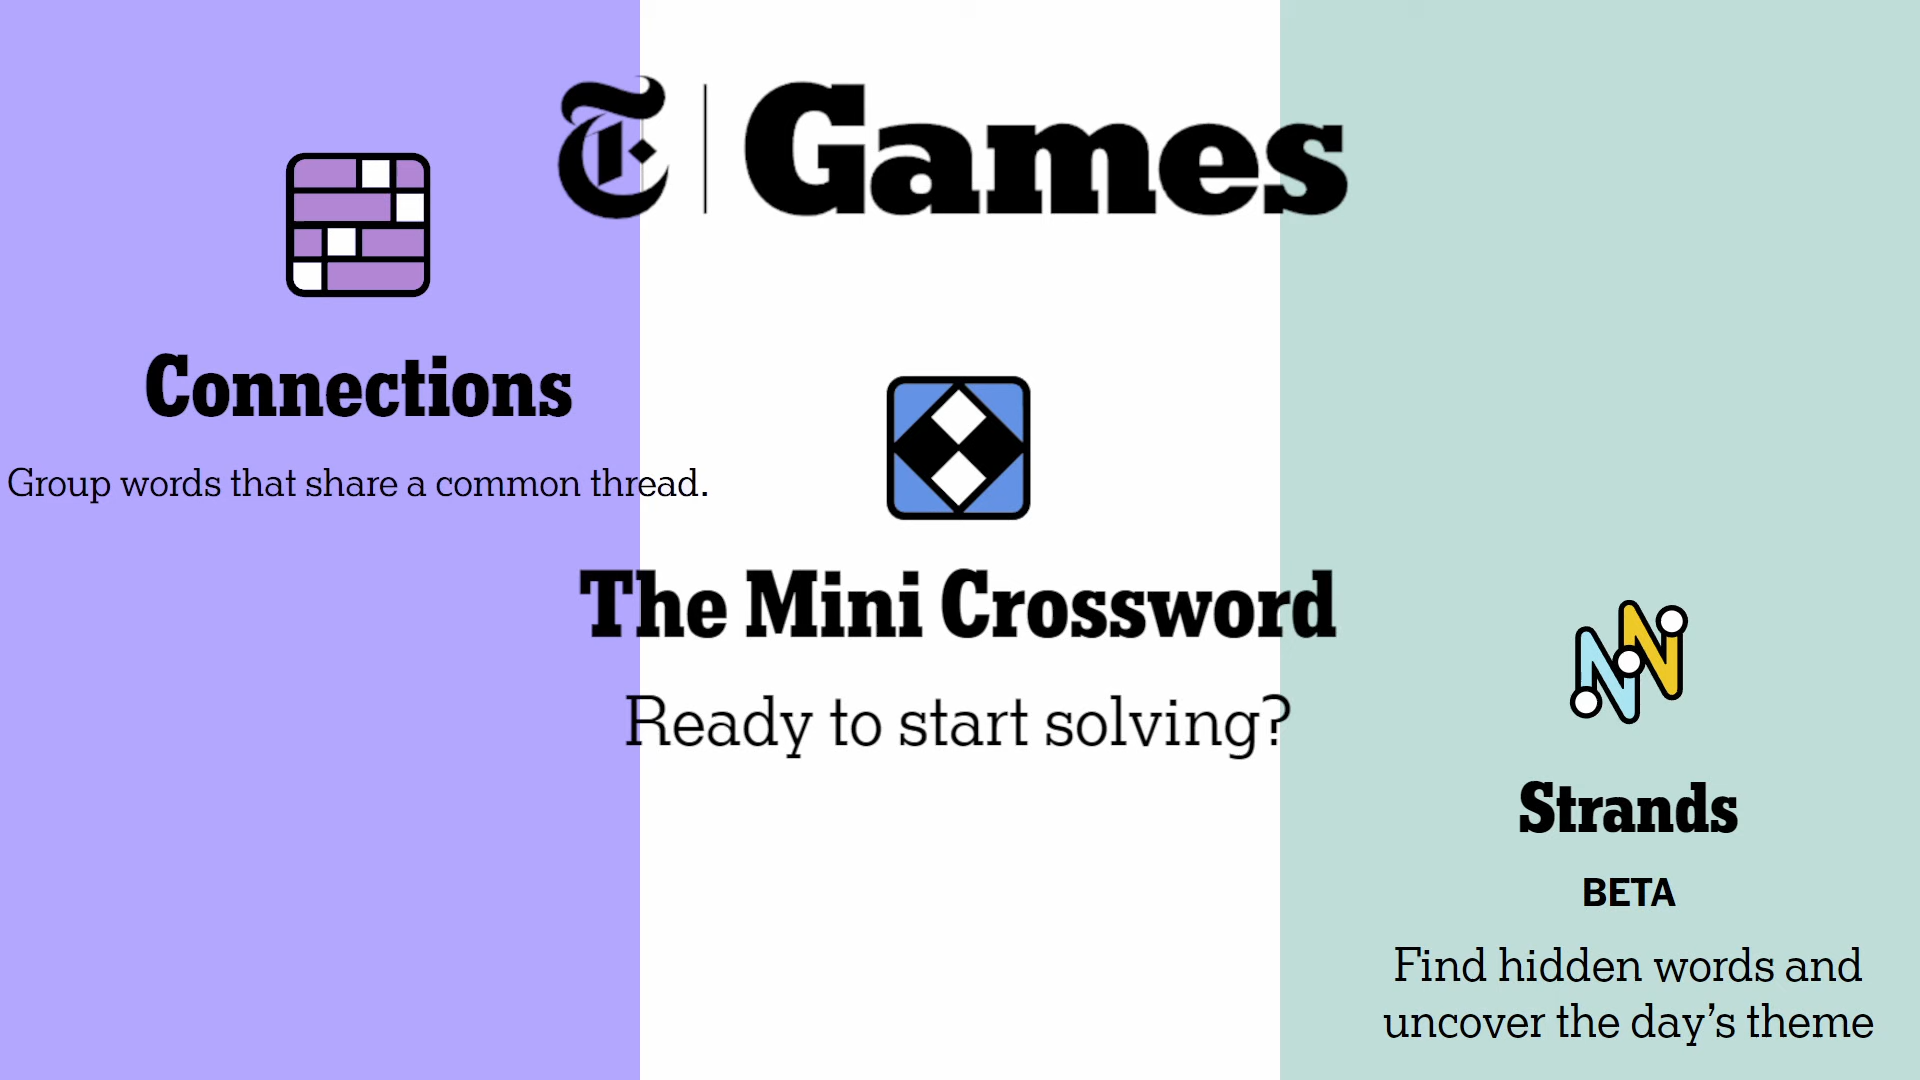 T | Games
Connections
Group words that share a common thread.
The Mini Crossword
Ready to start solving?
Strands
BETA
Find hidden words and
uncover the day’s theme